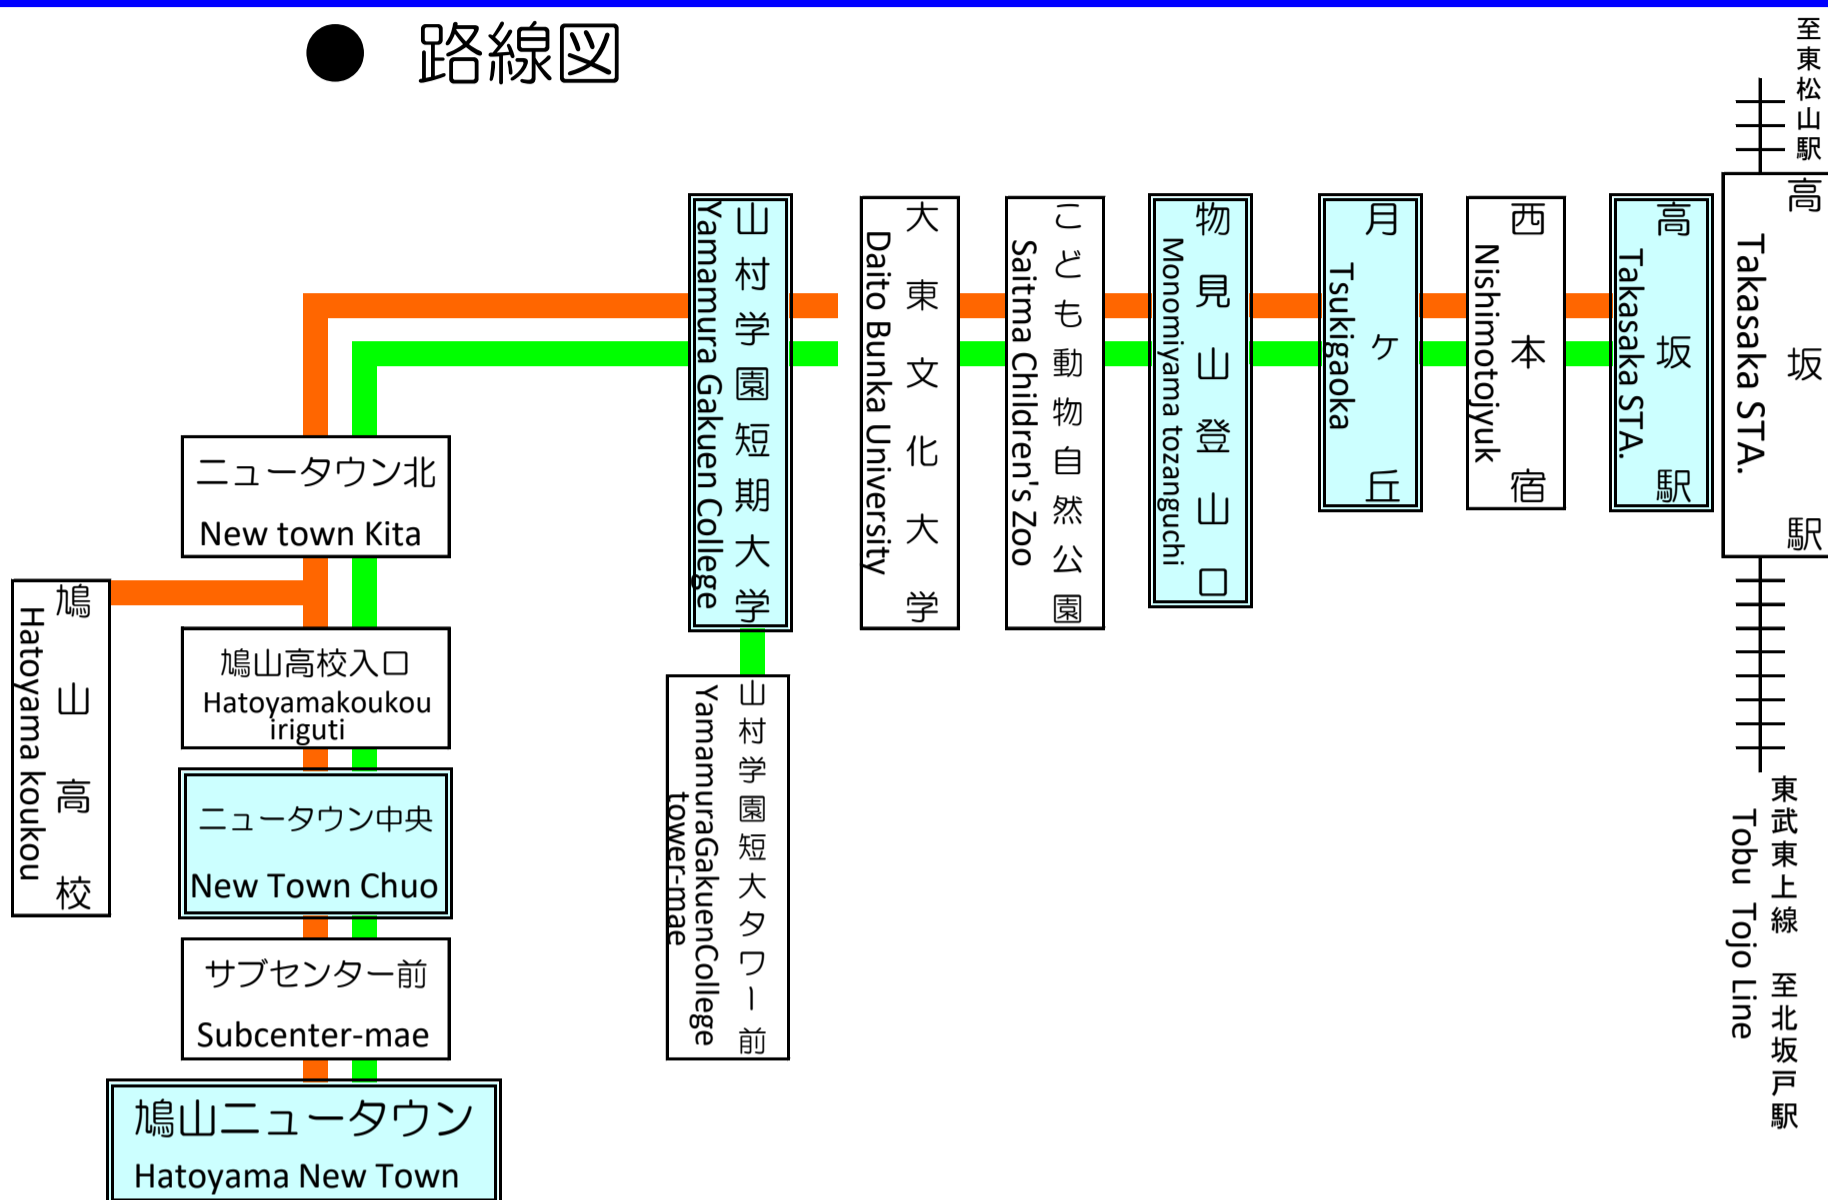 ● 路線図
至東松山駅
高坂駅
Takasaka STA.
高坂駅
Takasaka STA.
西本宿
Nishimotojyuk
月ヶ丘
Tsukigaoka
物見山登山口
Monomiyama tozanguchi
こども動物自然公園
Saitma Children's Zoo
大東文化大学
Daito Bunka University
山村学園短期大学
Yamamura Gakuen College
山村学園短大タワー前
YamamuraGakuenCollege
tower-mae
ニュータウン北
New town Kita
鳩山高校
Hatoyama koukou
鳩山高校入口
Hatoyamakoukou
iriguti
ニュータウン中央
New Town Chuo
サブセンター前
Subcenter-mae
鳩山ニュータウン
Hatoyama New Town
東武東上線 至北坂戸駅
Tobu Tojo Line